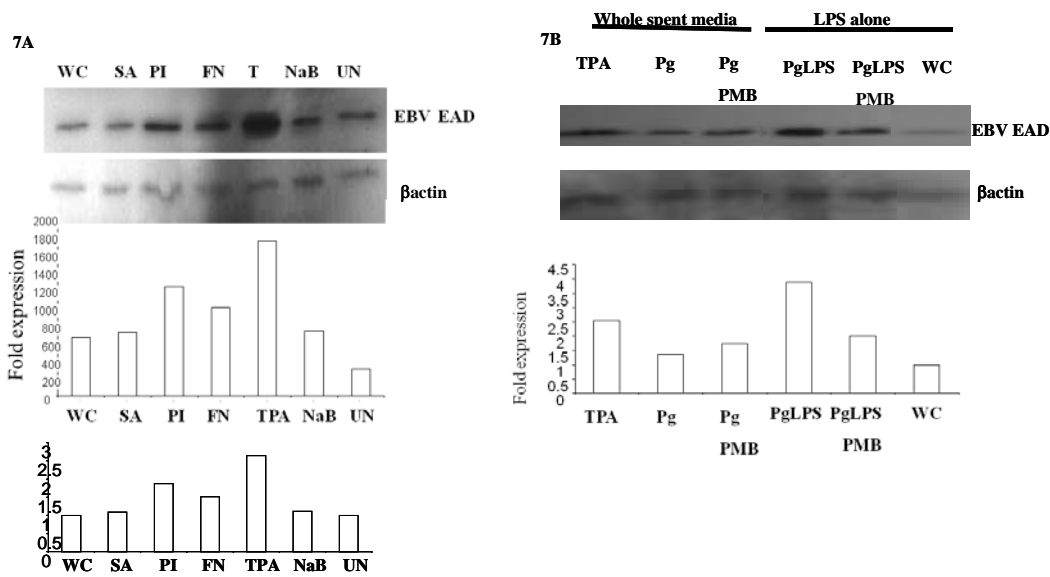 7A
WC SA PI FN T NaB UN
EBV EAD
βactin
2000
1800
1600
1400
1200
1000
800
600
400
200
0
Fold expression
WC SA PI FN TPA NaB UN
3
2.5
2
1.5
1
0.5
0
WC SA PI FN TPA NaB UN
Whole spent media LPS alone
7B
TPA Pg Pg PgLPS PgLPS WC
PMB PMB
EBV EAD
βactin
4.5
4
3.5
3
2.5
2
1.5
1
0.5
0
Fold expression
TPA Pg Pg PgLPS PgLPS WC
PMB PMB